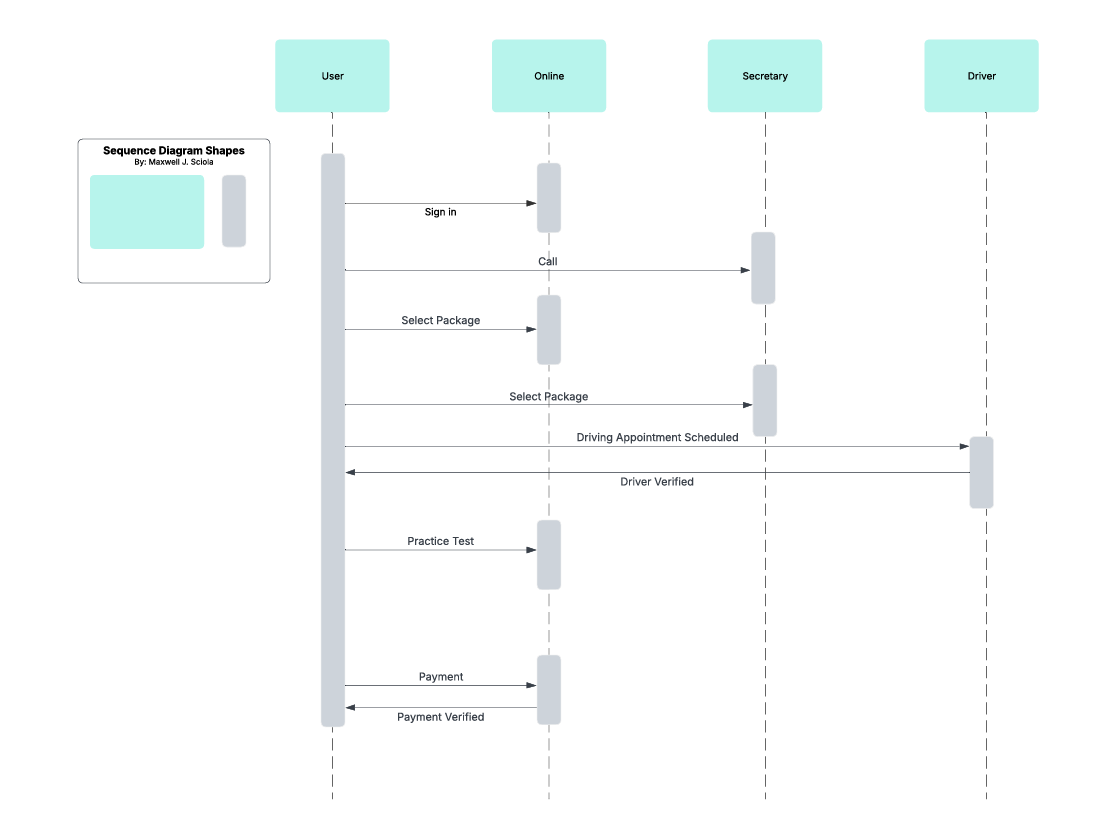 User
Online
Secretary
Driver
Sequence Diagram Shapes
By: Maxwell J. Scioia
Sign in
Call
Select Package
Select Package
Driving Appointment Scheduled
Driver Verified
Practice Test
Payment
Payment Verified